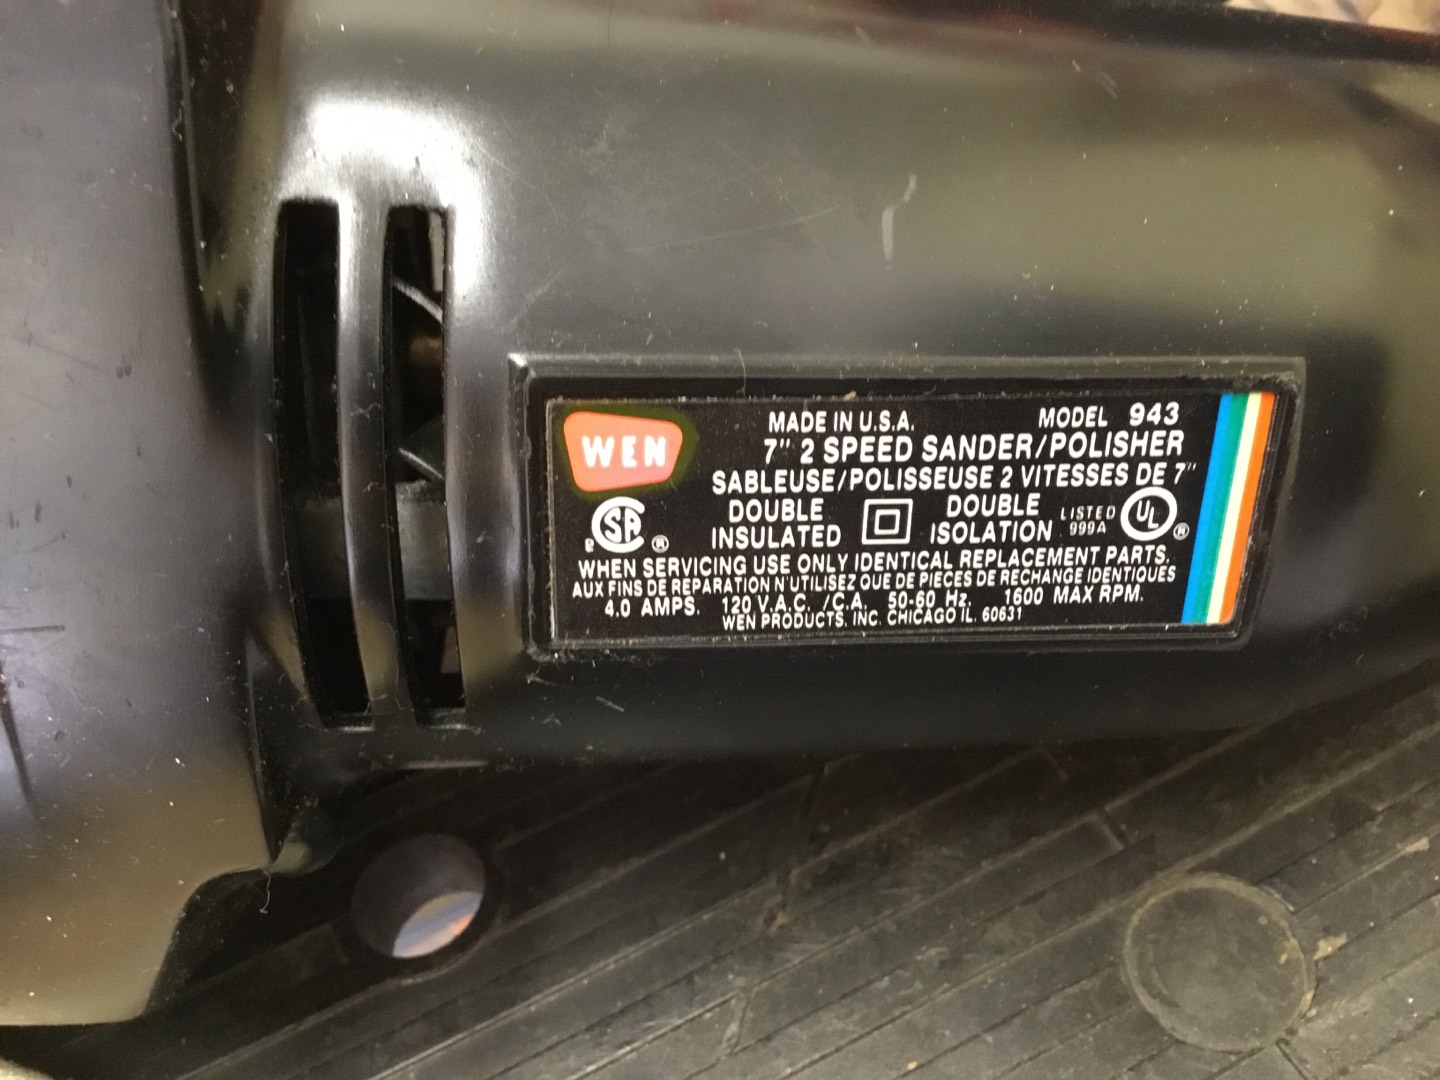 WEN
MADE IN U.S.A. MODEL 943
7" 2 SPEED SANDER/POLISHER
SABLEUSE/POLISSEUSE 2 VITESSES DE 7"
DOUBLE INSULATED
DOUBLE ISOLATION
LISTED 999A
UL ®
SA ®
WHEN SERVICING USE ONLY IDENTICAL REPLACEMENT PARTS.
AUX FINS DE REPARATION N'UTILISEZ QUE DE PIECES DE RECHANGE IDENTIQUES
4.0 AMPS. 120 V.A.C. /C.A. 50-60 Hz. 1600 MAX RPM.
WEN PRODUCTS, INC. CHICAGO IL. 60631